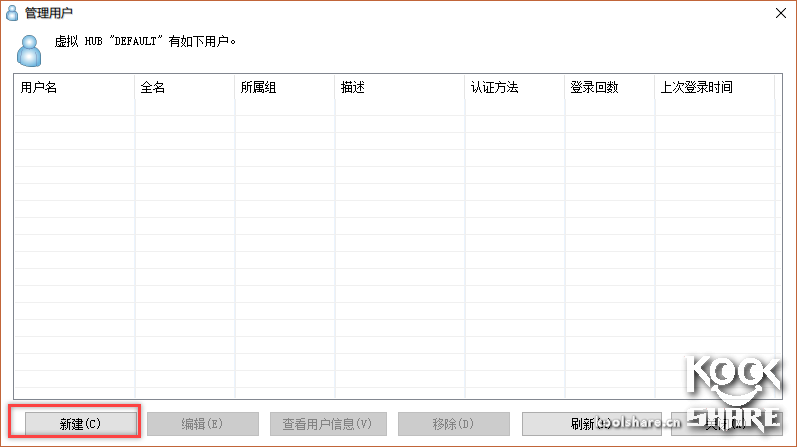 管理用户
虚拟 HUB "DEFAULT" 有如下用户。
用户名 全名 所属组 描述 认证方法 登录回数 上次登录时间
新建(C) 编辑(E) 查看用户信息(V) 移除(D) 刷新
koolshare.cn
KOOL
SHARE